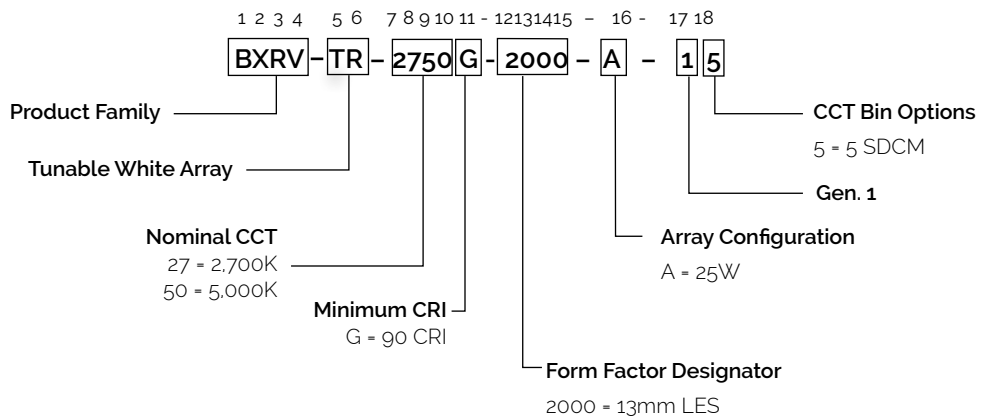 1 2 3 4 5 6 7 8 9 10 11 - 12131415 – 16 - 17 18
BXRV – TR – 2750 G - 2000 – A – 1 5
Product Family
CCT Bin Options
5 = 5 SDCM
Tunable White Array
Gen. 1
Nominal CCT
27 = 2,700K
50 = 5,000K
Array Configuration
A = 25W
Minimum CRI
G = 90 CRI
Form Factor Designator
2000 = 13mm LES